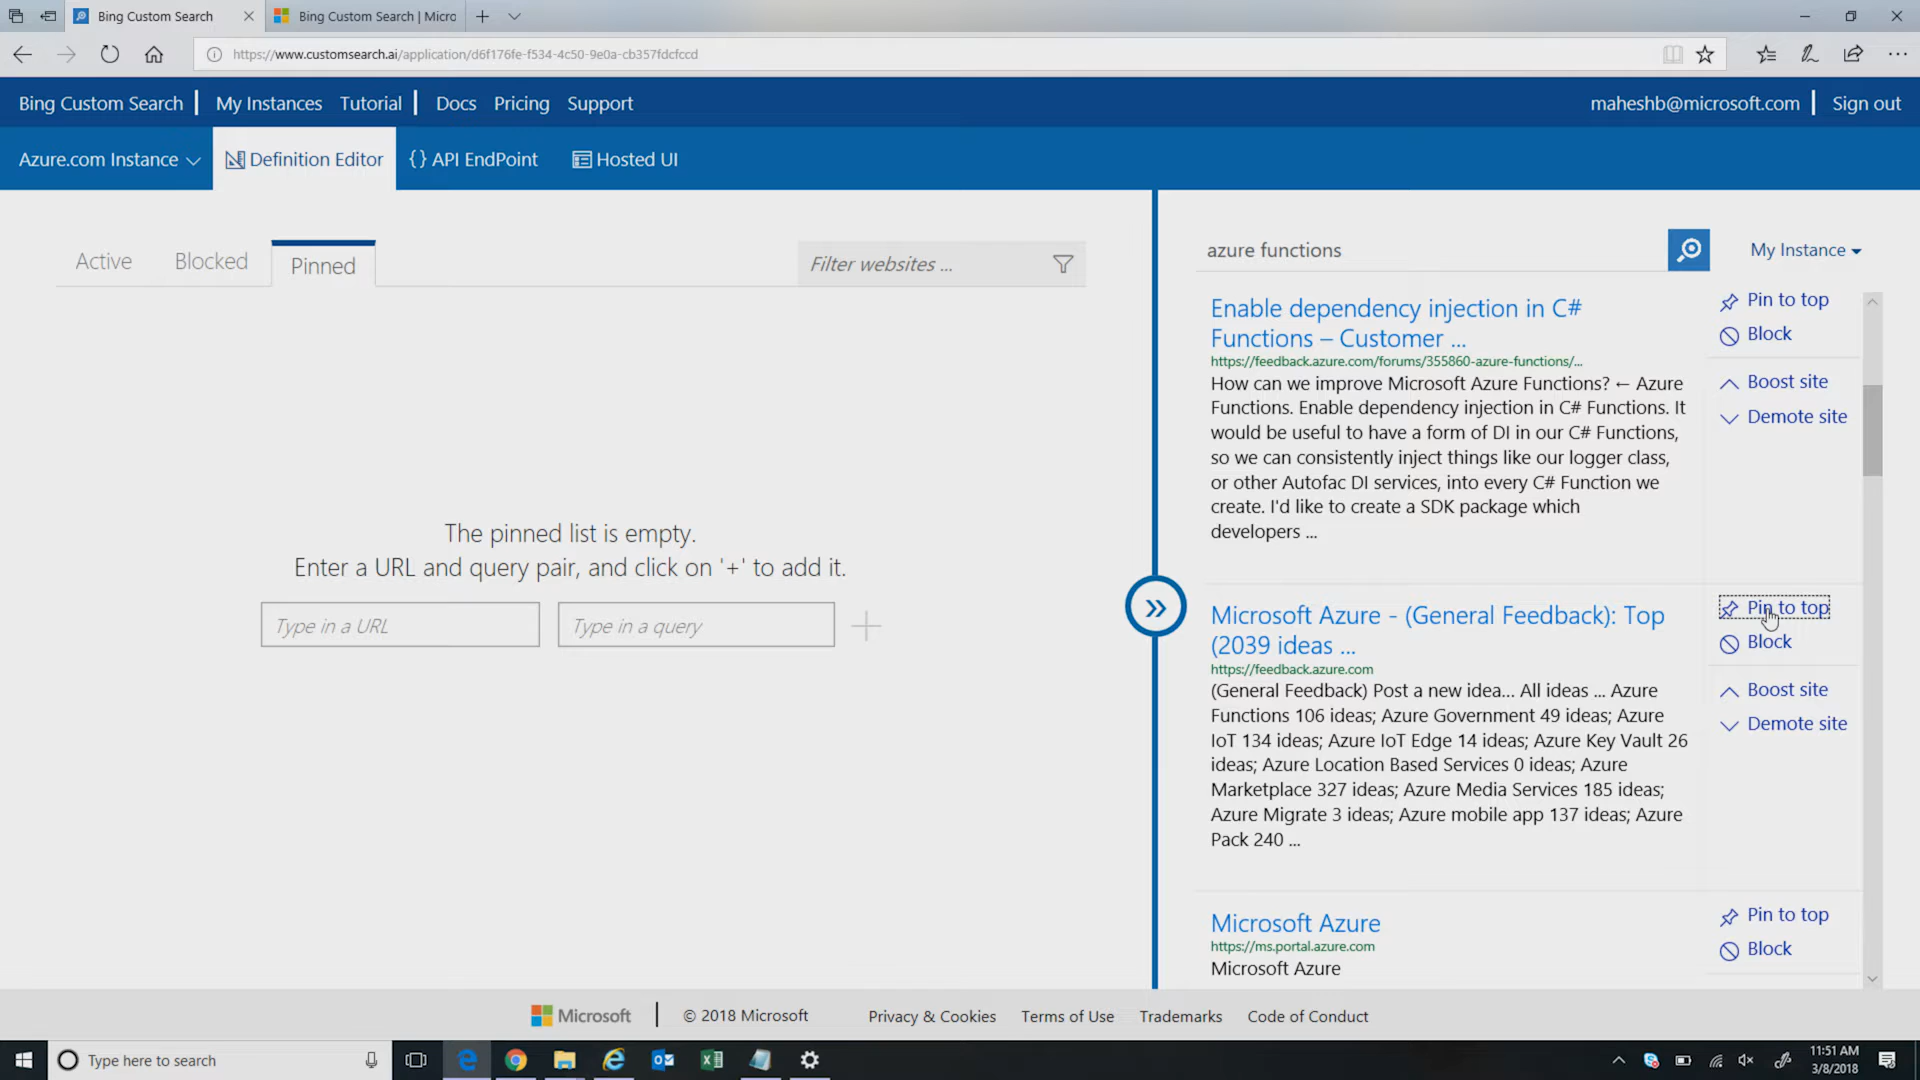 Bing Custom Search
Bing Custom Search | Micro
https://www.customsearch.ai/application/d6f176fe-f534-4c50-9e0a-cb357fdcfccd
Bing Custom Search | My Instances Tutorial | Docs Pricing Support
maheshb@microsoft.com | Sign out
Azure.com Instance
Definition Editor
{} API EndPoint
Hosted UI
Active Blocked Pinned
Filter websites ...
The pinned list is empty.
Enter a URL and query pair, and click on '+' to add it.
Type in a URL
Type in a query
azure functions
My Instance
Enable dependency injection in C#
Functions – Customer ...
https://feedback.azure.com/forums/355860-azure-functions/...
How can we improve Microsoft Azure Functions? ← Azure
Functions. Enable dependency injection in C# Functions. It
would be useful to have a form of DI in our C# Functions,
so we can consistently inject things like our logger class,
or other Autofac DI services, into every C# Function we
create. I'd like to create a SDK package which
developers ...
Pin to top
Block
Boost site
Demote site
Microsoft Azure - (General Feedback): Top
(2039 ideas ...
https://feedback.azure.com
(General Feedback) Post a new idea... All ideas ... Azure
Functions 106 ideas; Azure Government 49 ideas; Azure
IoT 134 ideas; Azure IoT Edge 14 ideas; Azure Key Vault 26
ideas; Azure Location Based Services 0 ideas; Azure
Marketplace 327 ideas; Azure Media Services 185 ideas;
Azure Migrate 3 ideas; Azure mobile app 137 ideas; Azure
Pack 240 ...
Pin to top
Block
Boost site
Demote site
Microsoft Azure
https://ms.portal.azure.com
Microsoft Azure
Pin to top
Block
Microsoft | © 2018 Microsoft Privacy & Cookies Terms of Use Trademarks Code of Conduct
Type here to search
11:51 AM
3/8/2018